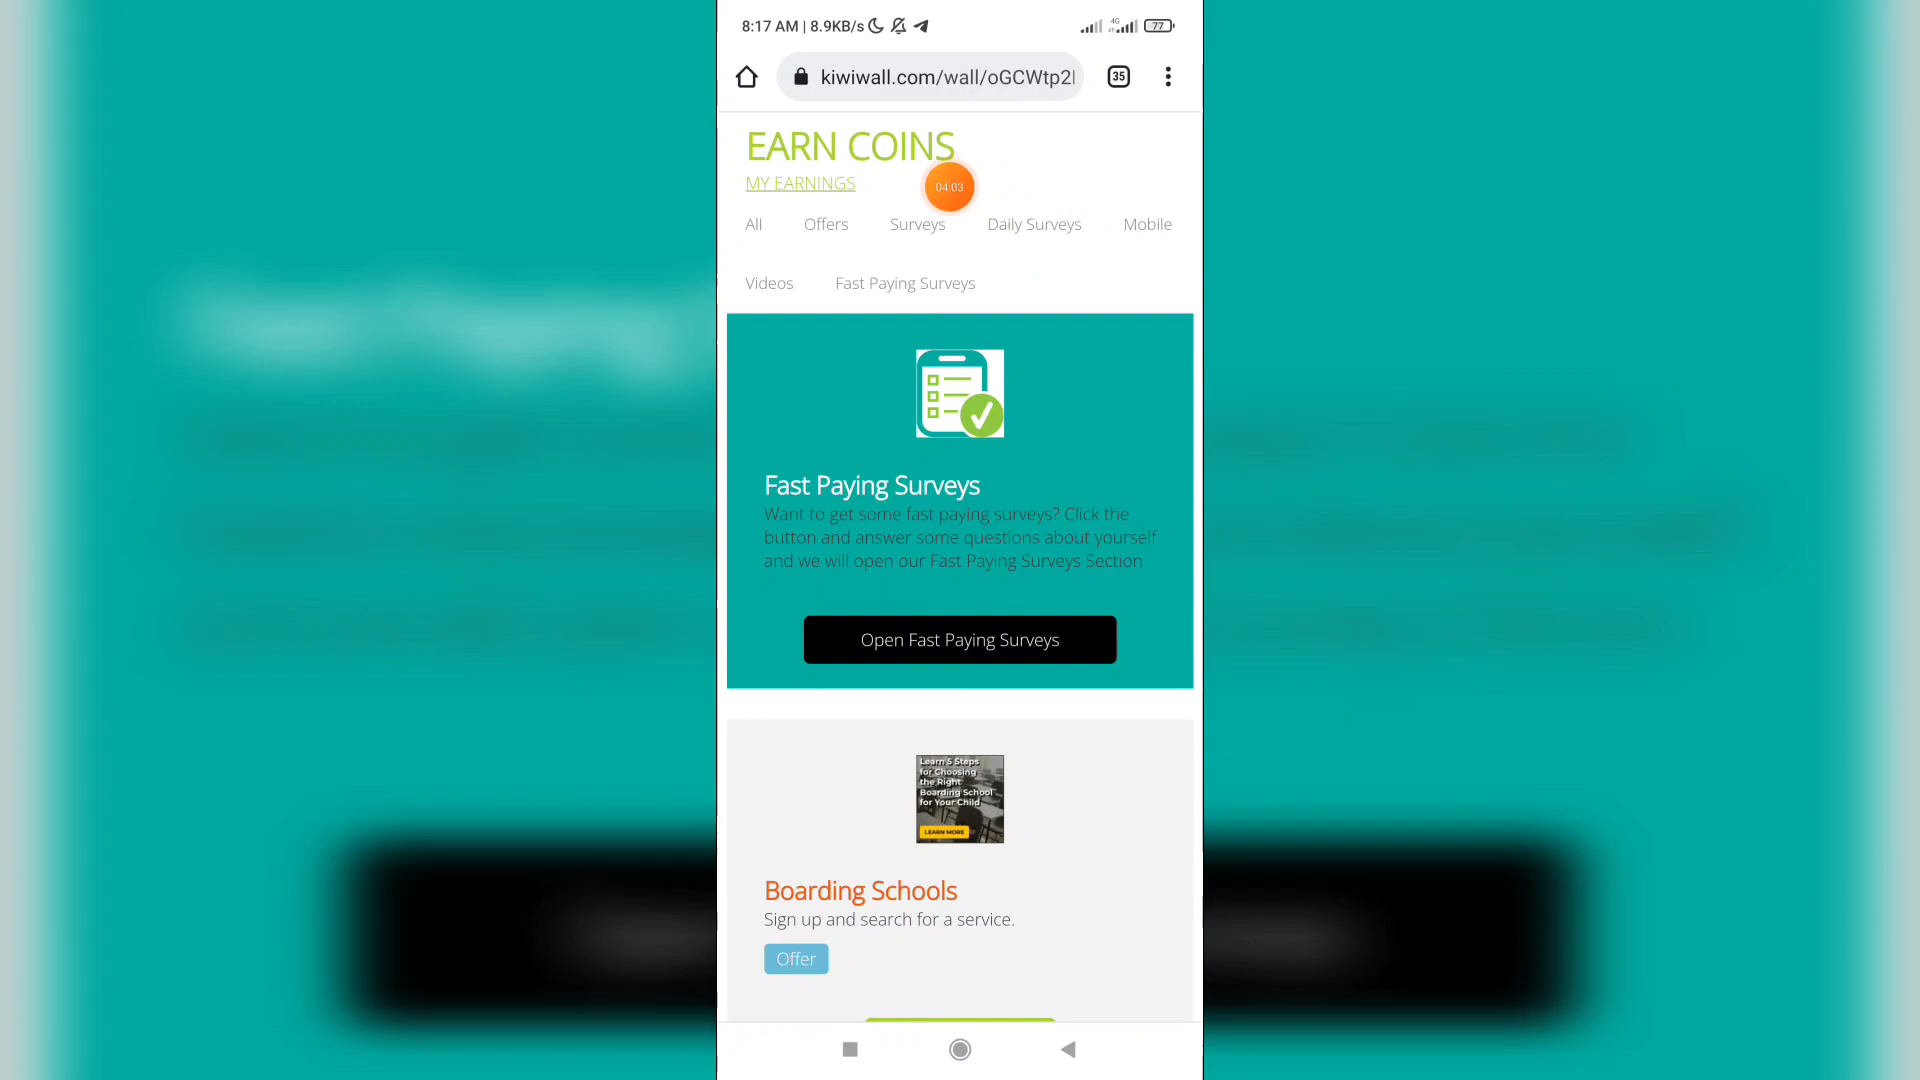 8:17 AM | 8.9KB/s
4G
77
kiwiwall.com/wall/oGCWtp2
35
EARN COINS
MY EARNINGS
04:03
All Offers Surveys Daily Surveys Mobile
Videos Fast Paying Surveys
Fast Paying Surveys
Want to get some fast paying surveys? Click the
button and answer some questions about yourself
and we will open our Fast Paying Surveys Section
Open Fast Paying Surveys
Learn 5 Steps
for Choosing
the Right
Boarding School
for Your Child
LEARN MORE
Boarding Schools
Sign up and search for a service.
Offer